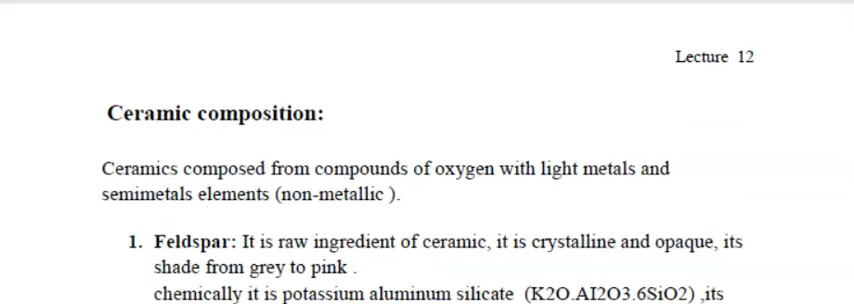 Lecture 12
Ceramic composition:
Ceramics composed from compounds of oxygen with light metals and
semimetals elements (non-metallic ).
1. Feldspar: It is raw ingredient of ceramic, it is crystalline and opaque, its
shade from grey to pink .
chemically it is potassium aluminum silicate (K2O.AI2O3.6SiO2) ,its